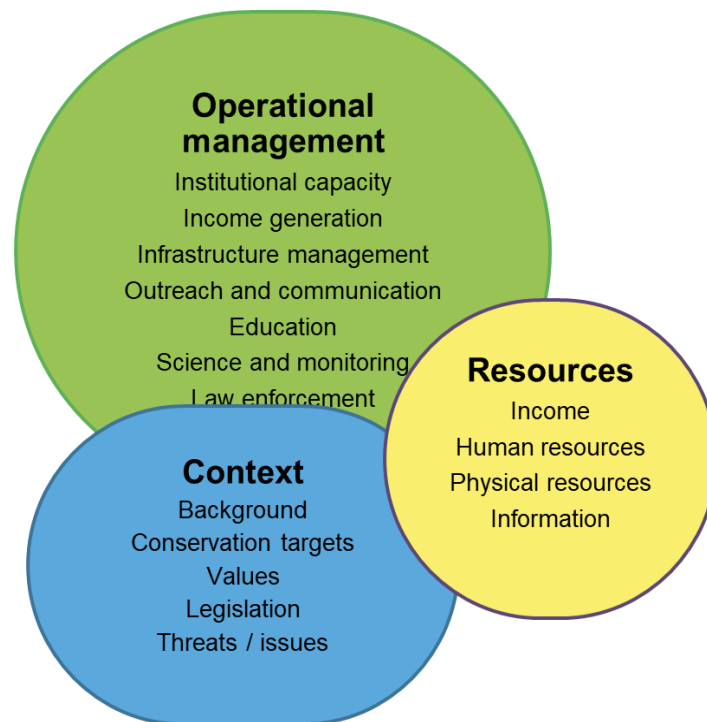 Operational
management
Institutional capacity
Income generation
Infrastructure management
Outreach and communication
Education
Science and monitoring
Law enforcement
Resources
Income
Human resources
Physical resources
Information
Context
Background
Conservation targets
Values
Legislation
Threats / issues